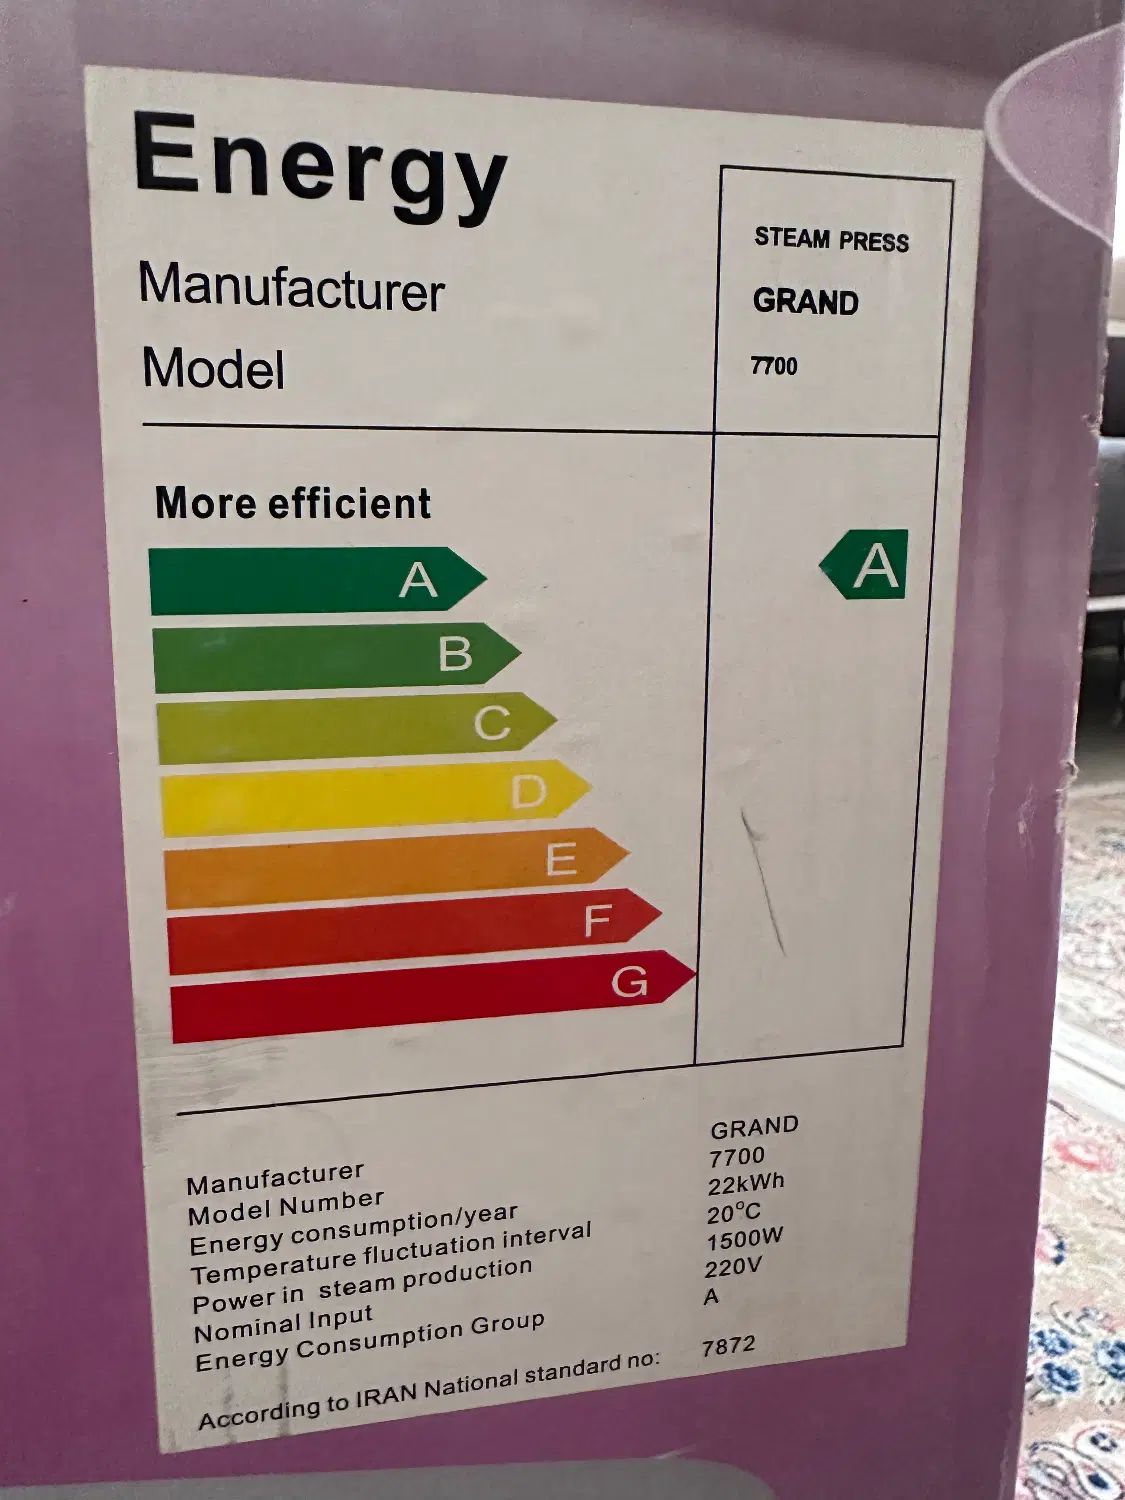 Energy
Manufacturer
Model
STEAM PRESS
GRAND
7700
More efficient
A
B
C
D
E
F
G
A
Manufacturer GRAND
Model Number 7700
Energy consumption/year 22kWh
Temperature fluctuation interval 20°C
Power in steam production 1500W
Nominal Input 220V
Energy Consumption Group A
According to IRAN National standard no: 7872